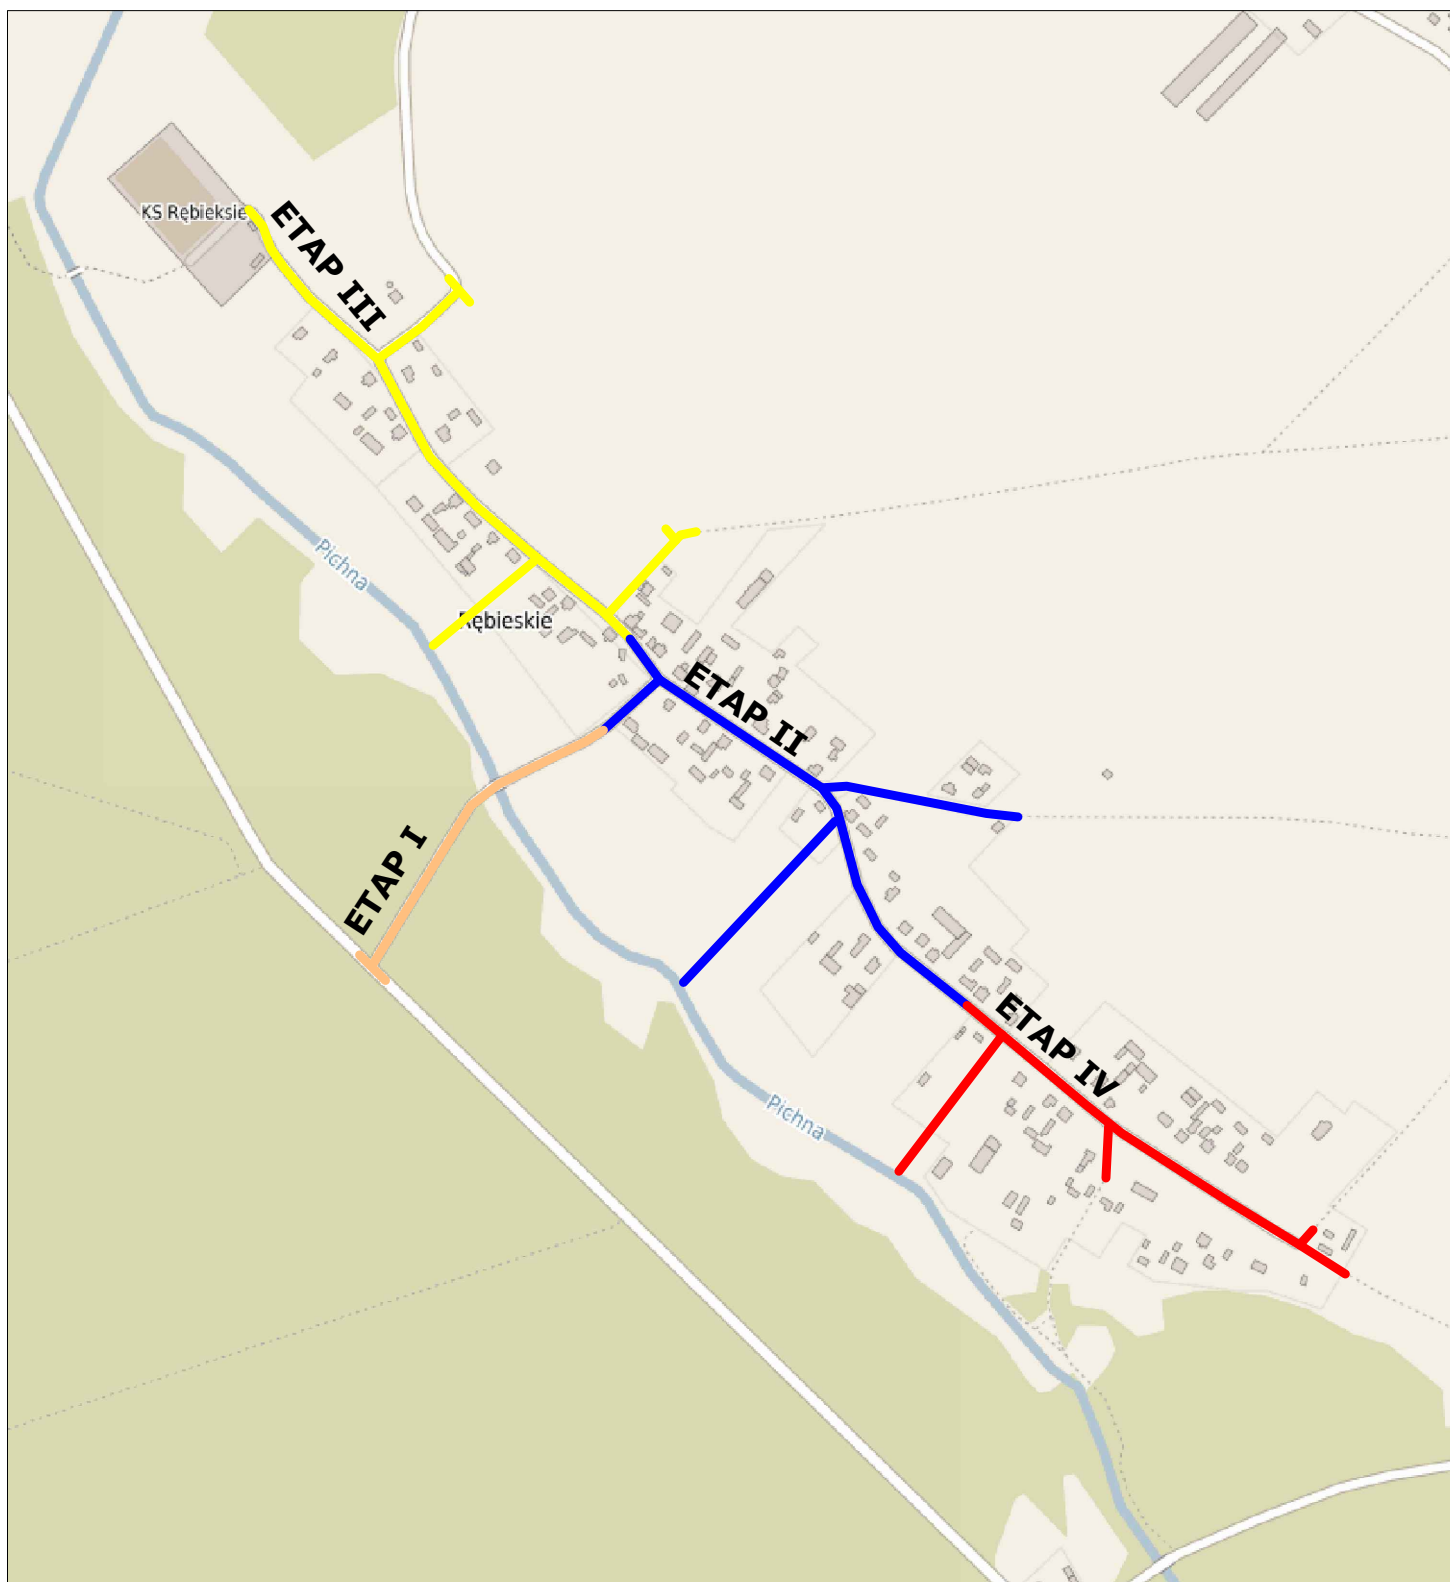 KS Rębieksie
ETAP III
Pichna
Rębieskie
ETAP II
ETAP I
ETAP IV
Pichna